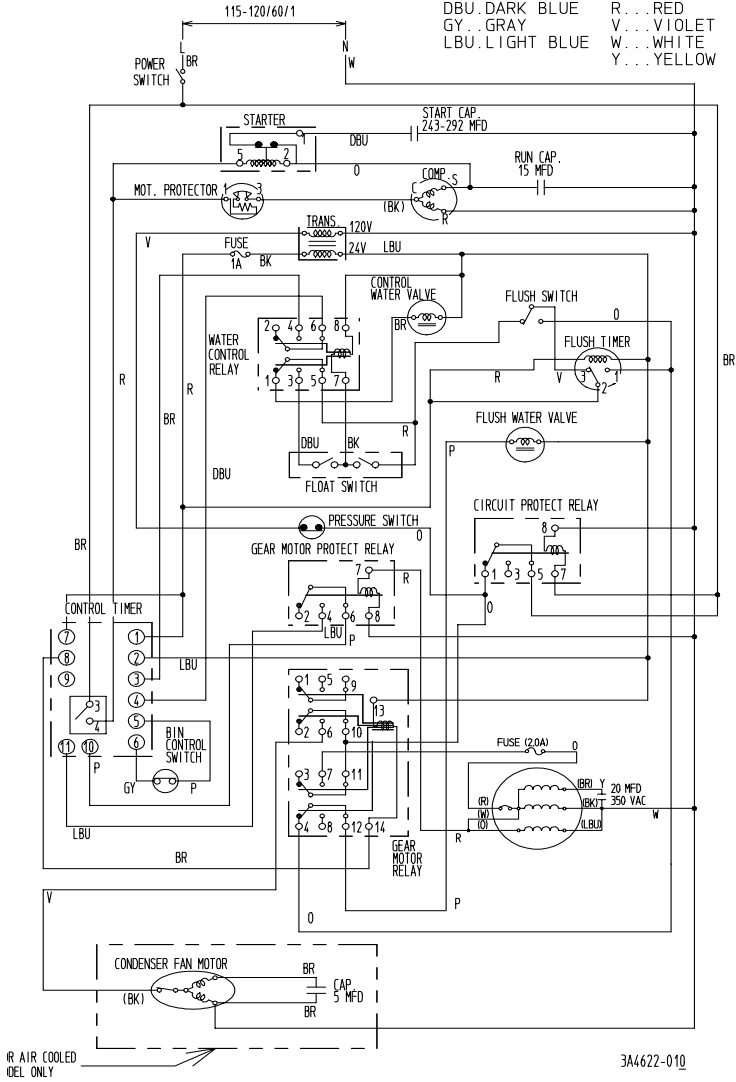 115-120/60/1
DBU.DARK BLUE R...RED
GY..GRAY V...VIOLET
LBU.LIGHT BLUE W...WHITE
Y...YELLOW
L
N
BR
W
POWER
SWITCH
STARTER
START CAP.
243-292 MFD
DBU
5 2
O
RUN CAP.
15 MFD
MOT. PROTECTOR 1 3
COMP.
S
C
(BK)
R
TRANS.
120V
V
FUSE
1A
BK
24V
LBU
CONTROL
WATER VALVE
BR
FLUSH SWITCH
O
WATER
CONTROL
RELAY
2 4 6 8
1 3 5 7
FLUSH TIMER
3 1
2
R
V
BR
R
BR
R
DBU
R
DBU BK
FLOAT SWITCH
FLUSH WATER VALVE
P
CIRCUIT PROTECT RELAY
8
1 3 5 7
PRESSURE SWITCH
O
BR
GEAR MOTOR PROTECT RELAY
7
R
2 4 6 8
LBU P
O
CONTROL TIMER
7 1
8 2
LBU
9 3
3
4
4
5
11 10 6
P
BIN
CONTROL
SWITCH
GY P
LBU
BR
1 5 9
13
2 6 10
3 7 11
4 8 12 14
GEAR
MOTOR
RELAY
FUSE (2.0A)
O
(BR) Y
20 MFD
350 VAC
(R)
(BK)
(W)
(O)
(LBU)
W
R
V
P
O
CONDENSER FAN MOTOR
BR
CAP.
5 MFD
(BK)
BR
R AIR COOLED
DEL ONLY
3A4622-010